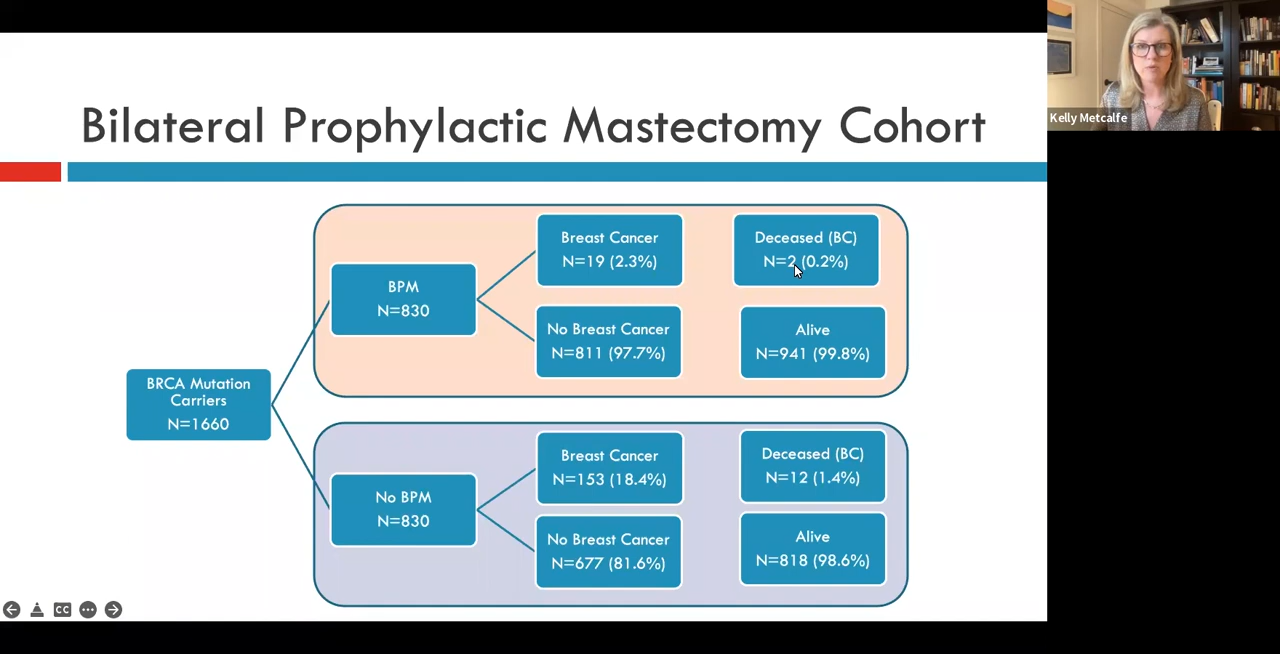 Bilateral Prophylactic Mastectomy Cohort
Kelly Metcalfe
BRCA Mutation
Carriers
N=1660
BPM
N=830
Breast Cancer
N=19 (2.3%)
No Breast Cancer
N=811 (97.7%)
Deceased (BC)
N=2 (0.2%)
Alive
N=941 (99.8%)
No BPM
N=830
Breast Cancer
N=153 (18.4%)
No Breast Cancer
N=677 (81.6%)
Deceased (BC)
N=12 (1.4%)
Alive
N=818 (98.6%)
CC